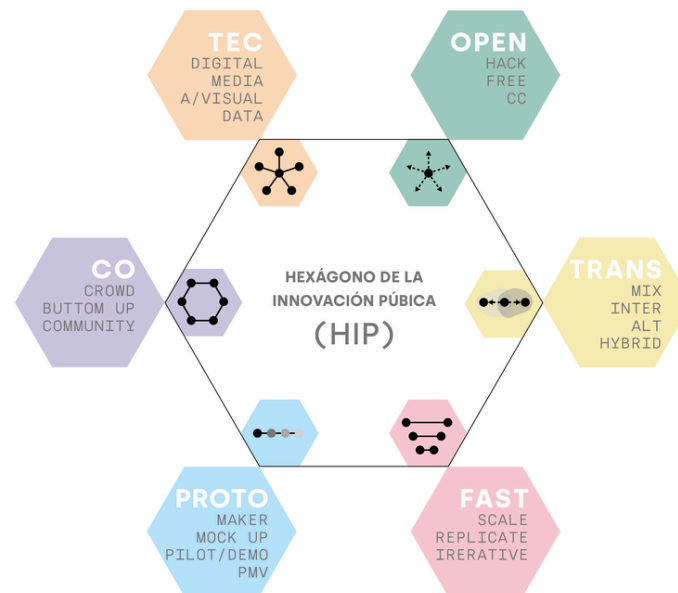 TEC
DIGITAL
MEDIA
A/VISUAL
DATA
OPEN
HACK
FREE
CC
CO
CROWD
BUTTOM UP
COMMUNITY
HEXÁGONO DE LA
INNOVACIÓN PÚBICA
(HIP)
TRANS
MIX
INTER
ALT
HYBRID
PROTO
MAKER
MOCK UP
PILOT/DEMO
PMV
FAST
SCALE
REPLICATE
IRERATIVE